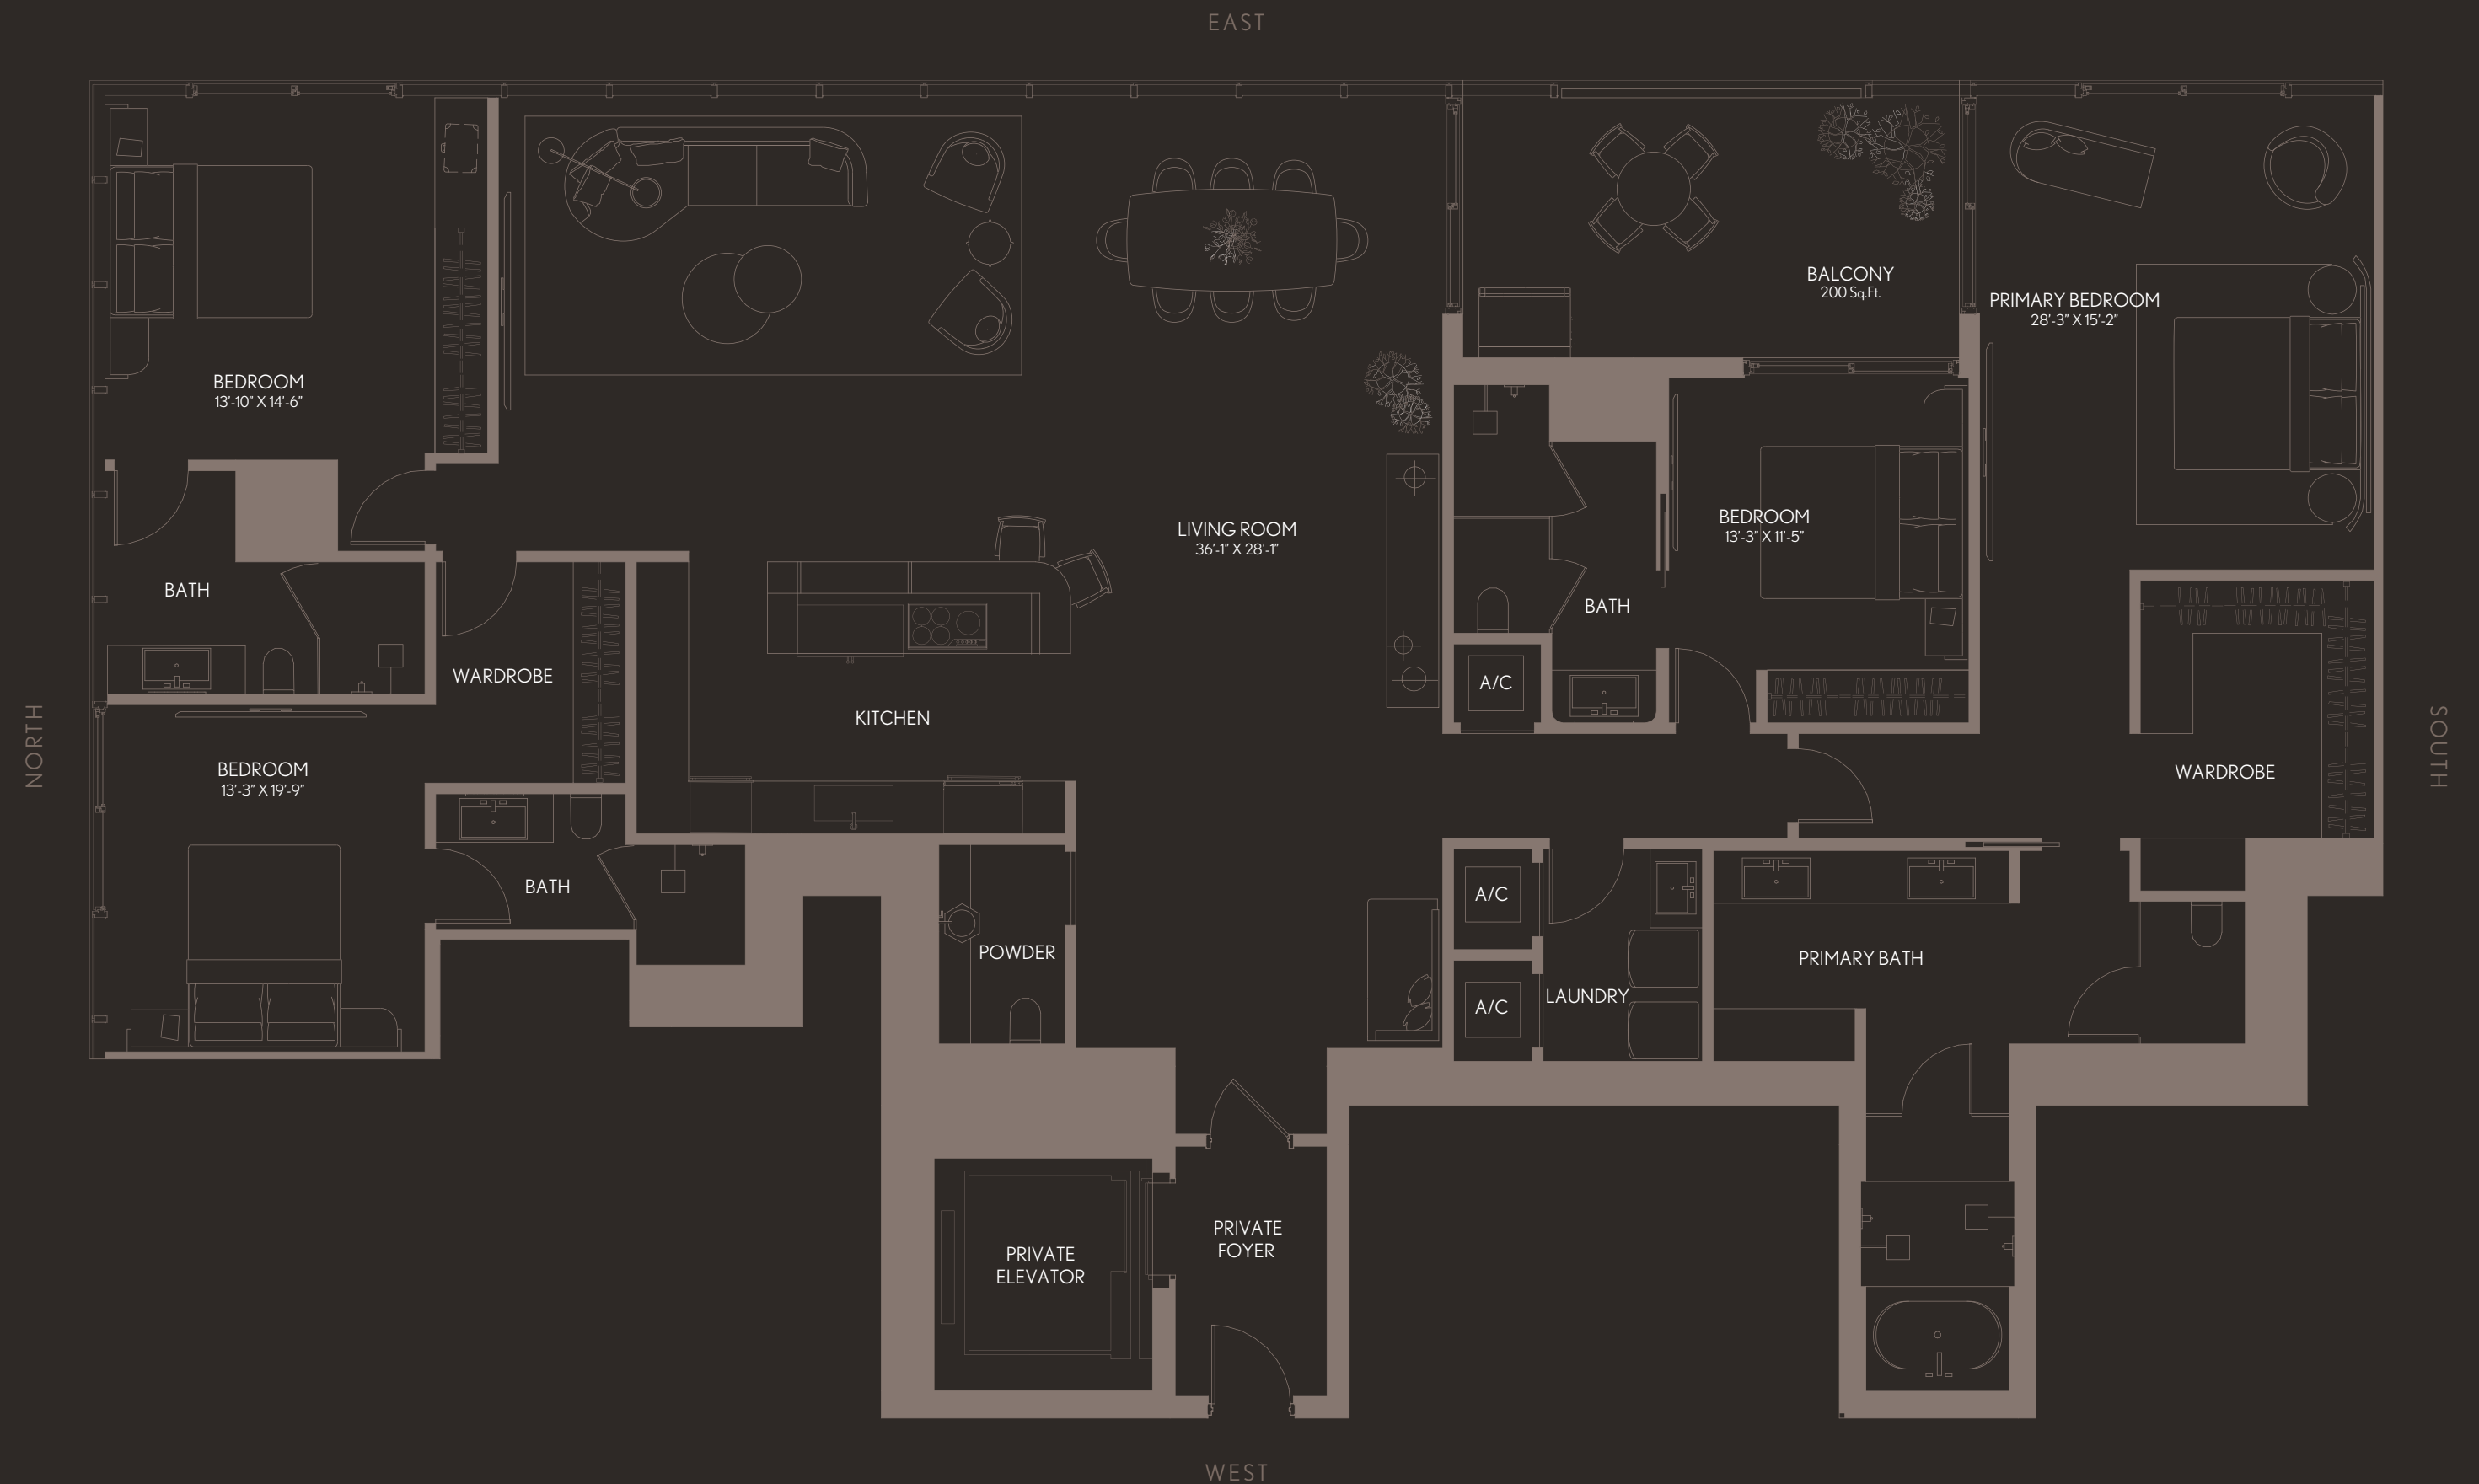 EAST
BALCONY
200 Sq.Ft.
PRIMARY BEDROOM
28'-3" X 15'-2"
BEDROOM
13'-10" X 14'-6"
LIVING ROOM
36'-1" X 28'-1"
BEDROOM
13'-3" X 11'-5"
BATH
BATH
WARDROBE
A/C
KITCHEN
NORTH
SOUTH
BEDROOM
13'-3" X 19'-9"
WARDROBE
BATH
A/C
POWDER
PRIMARY BATH
LAUNDRY
A/C
PRIVATE
FOYER
PRIVATE
ELEVATOR
WEST